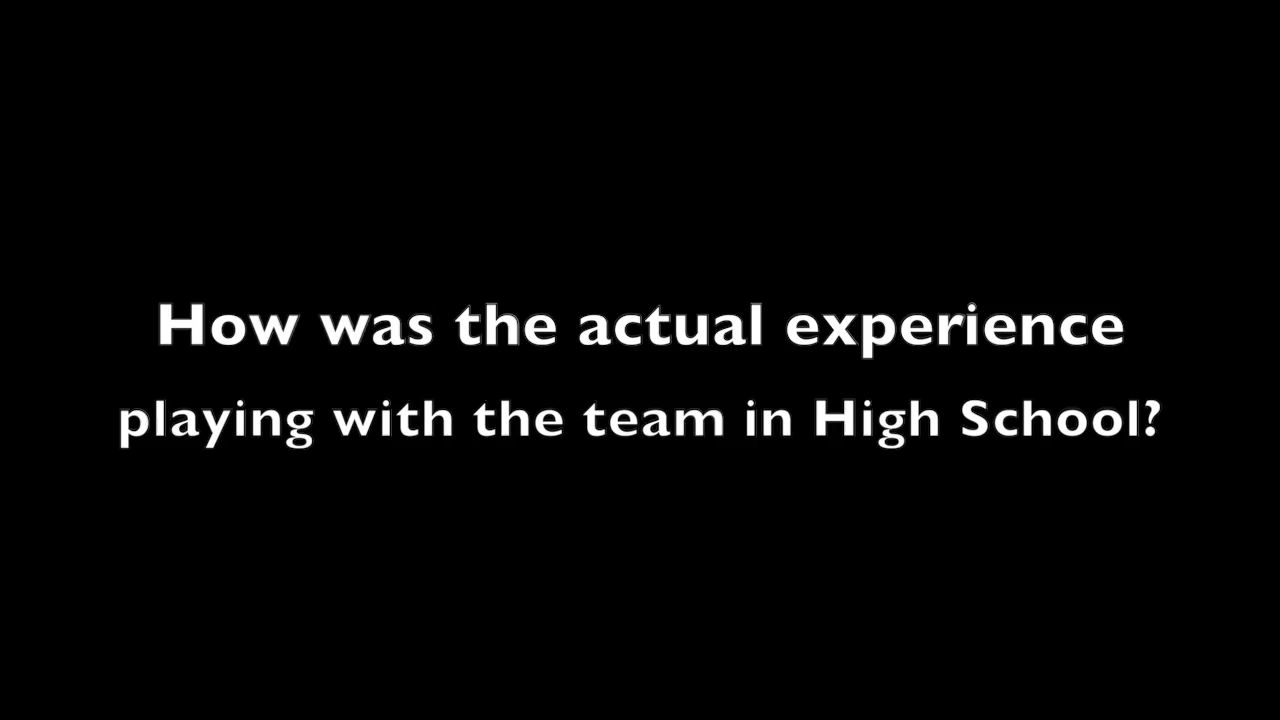 How was the actual experience
playing with the team in High School?